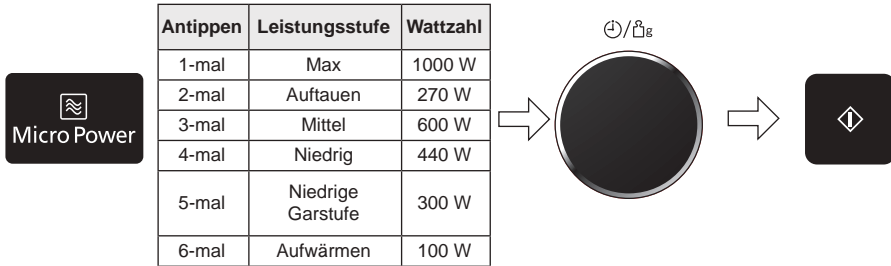 Micro Power
Antippen Leistungsstufe Wattzahl
1-mal Max 1000 W
2-mal Auftauen 270 W
3-mal Mittel 600 W
4-mal Niedrig 440 W
5-mal Niedrige Garstufe 300 W
6-mal Aufwärmen 100 W
/ g